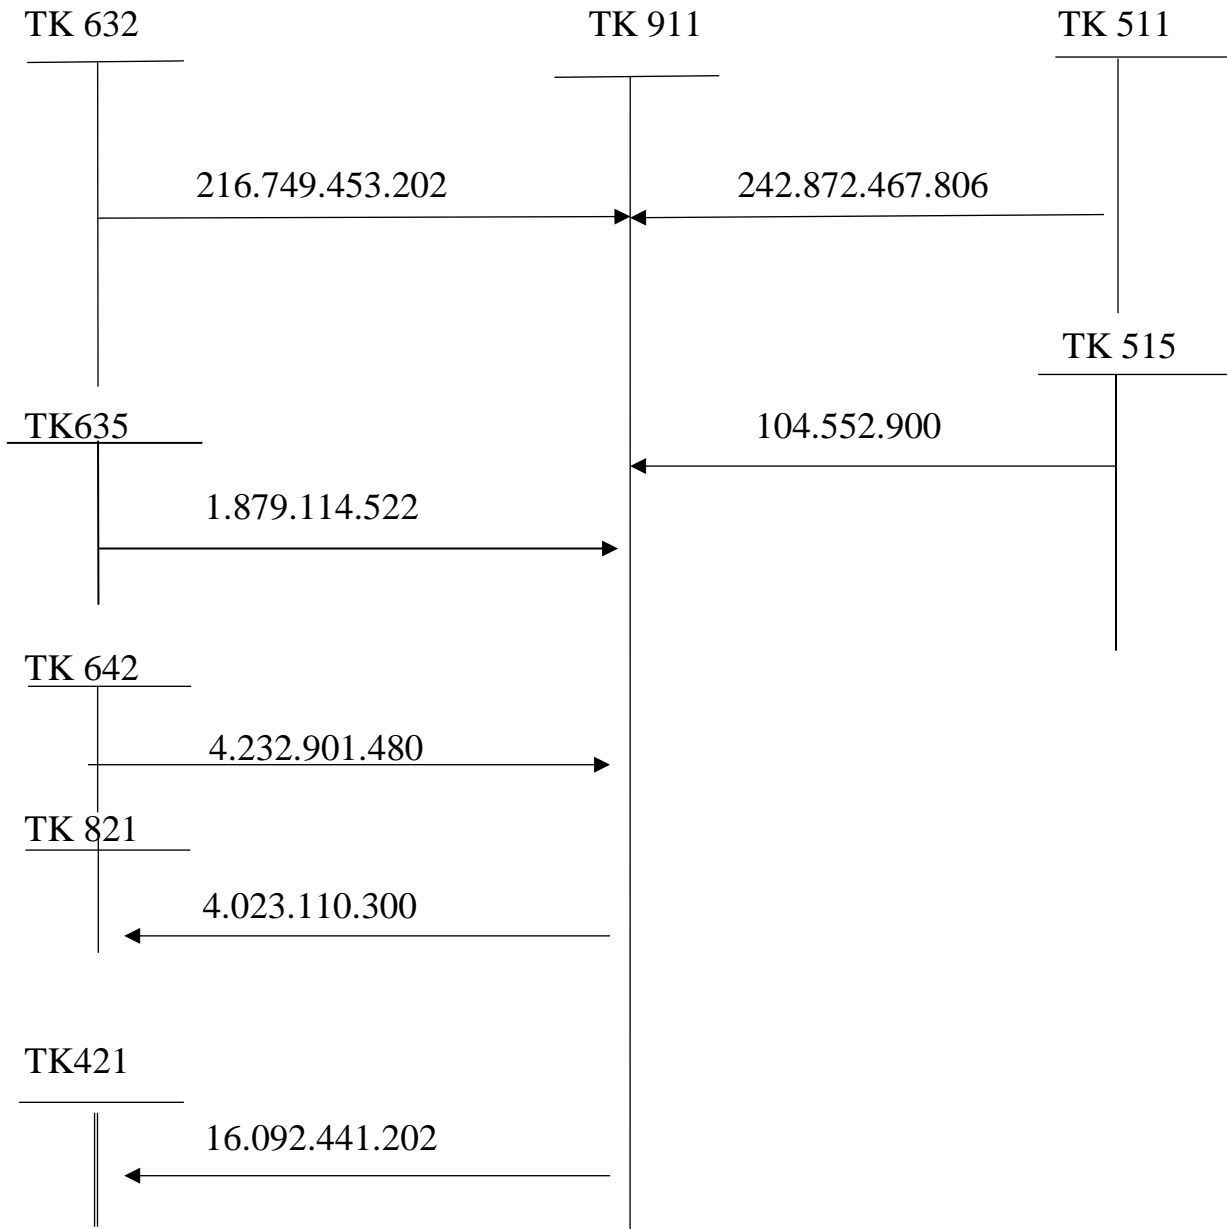 TK 632
TK 911
TK 511
216.749.453.202
242.872.467.806
TK 515
TK635
104.552.900
1.879.114.522
TK 642
4.232.901.480
TK 821
4.023.110.300
TK421
16.092.441.202